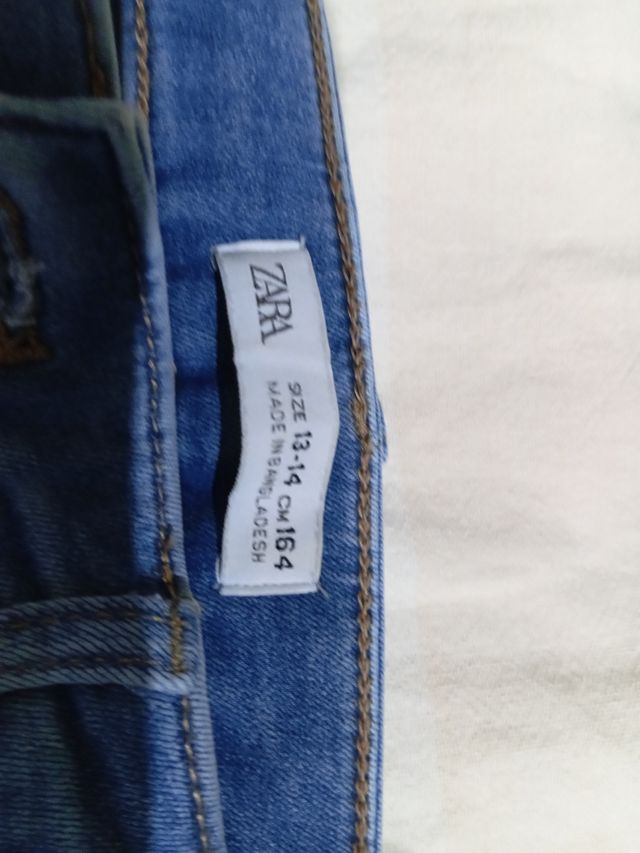 ZARA
SIZE 13-14 CM 164
MADE IN BANGLADESH